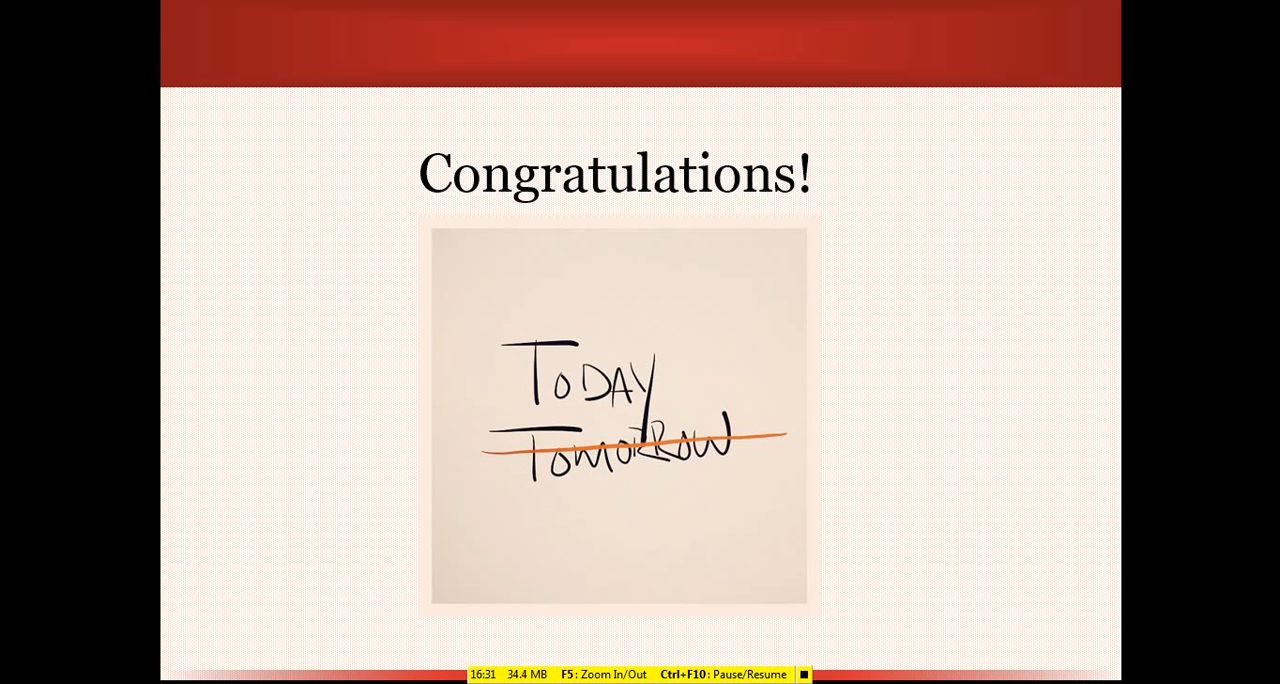 Congratulations!
ToDAY
TomoRRoW
16:31 34.4 MB F5: Zoom In/Out Ctrl+F10: Pause/Resume